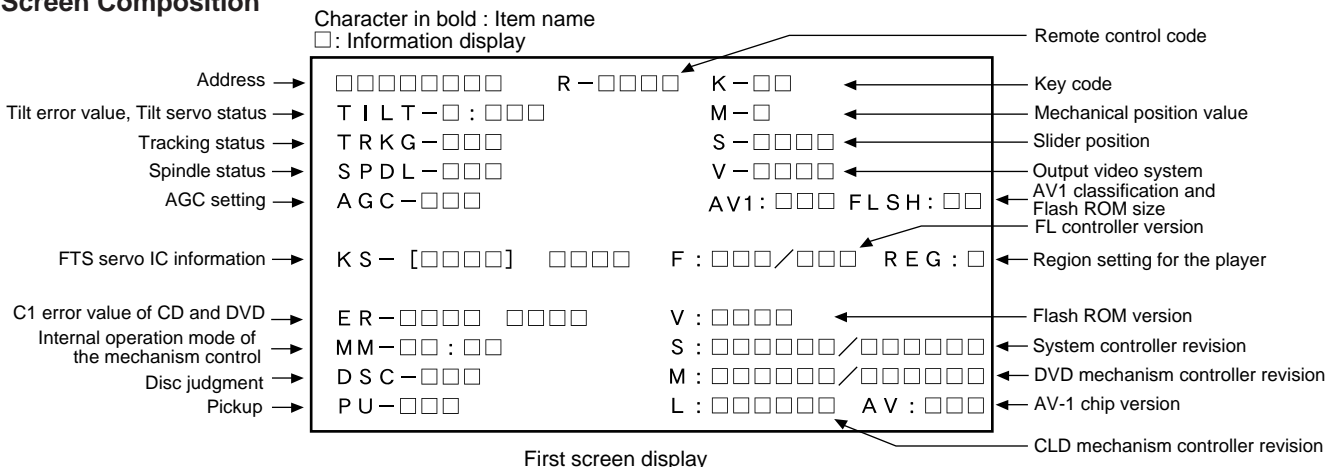 Screen Composition
Character in bold : Item name
□: Information display
Remote control code
Address
□□□□□□□□ R－□□□□ K－□□
Key code
Tilt error value, Tilt servo status
TILT－□:□□□ M－□
Mechanical position value
Tracking status
TRKG－□□□ S－□□□□
Slider position
Spindle status
SPDL－□□□ V－□□□□
Output video system
AGC setting
AGC－□□□ AV1:□□□ FLSH:□□
AV1 classification and
Flash ROM size
FL controller version
FTS servo IC information
KS－ [□□□□] □□□□ F:□□□／□□□ REG:□
Region setting for the player
C1 error value of CD and DVD
ER－□□□□ □□□□ V:□□□□
Flash ROM version
Internal operation mode of
the mechanism control
MM－□□:□□ S:□□□□□□／□□□□□□
System controller revision
Disc judgment
DSC－□□□ M:□□□□□□／□□□□□□
DVD mechanism controller revision
Pickup
PU－□□□ L:□□□□□□ AV:□□□
AV-1 chip version
CLD mechanism controller revision
First screen display